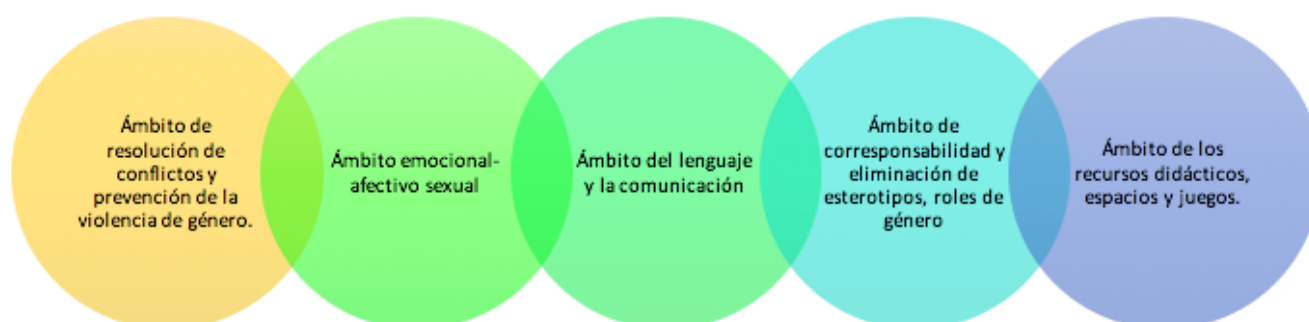 Ámbito de
resolución de
conflictos y
prevención de la
violencia de género.
Ámbito emocional-
afectivo sexual
Ámbito del lenguaje
y la comunicación
Ámbito de
corresponsabilidad y
eliminación de
esterotipos, roles de
género
Ámbito de los
recursos didácticos,
espacios y juegos.